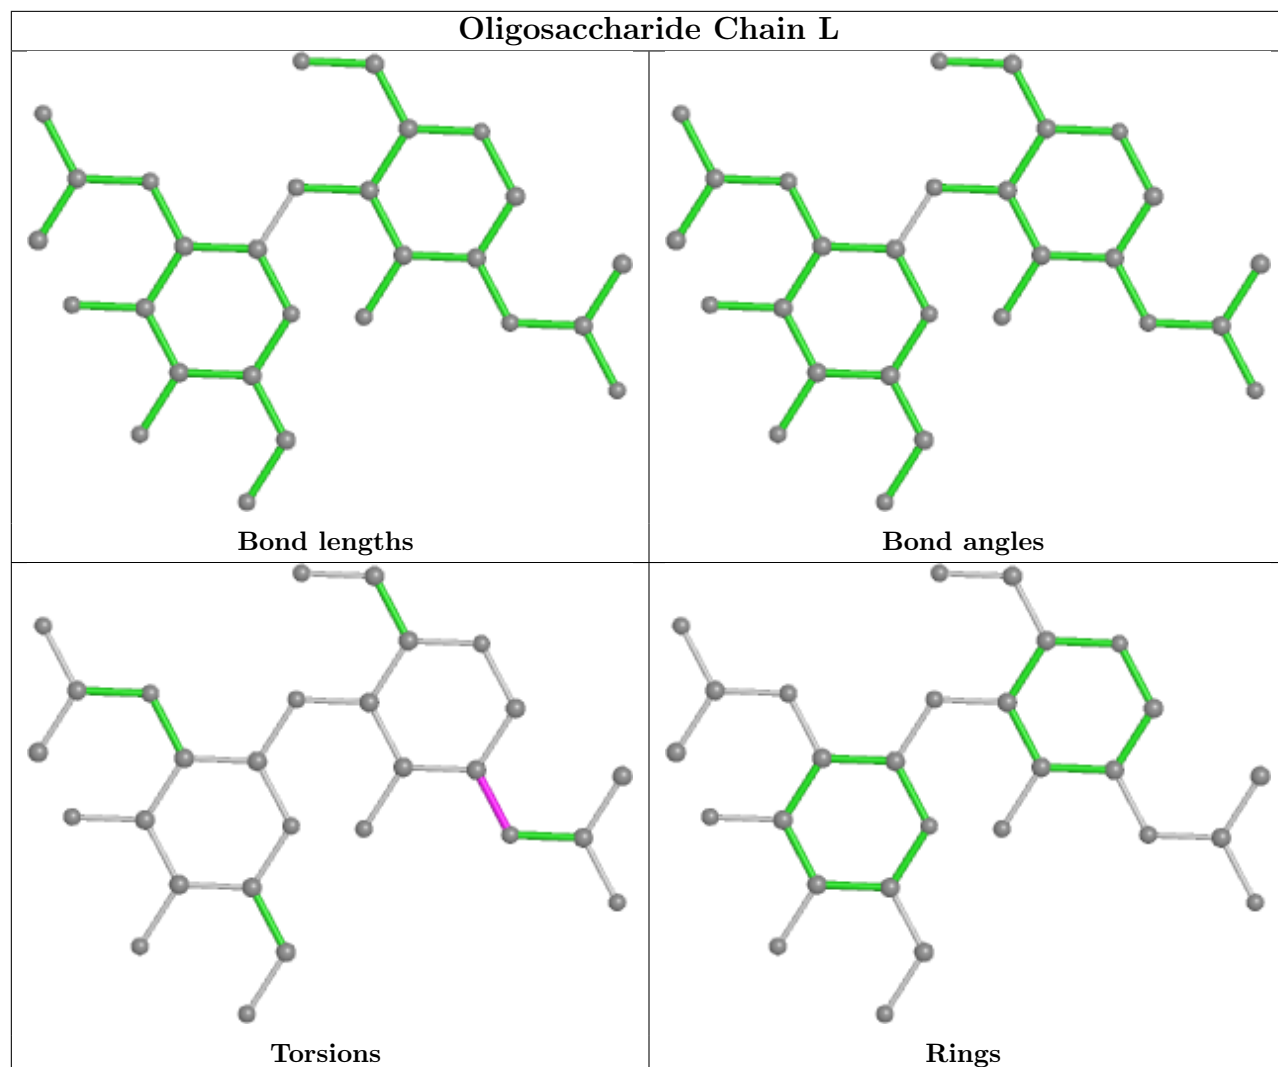 Oligosaccharide Chain L
Bond lengths
Bond angles
Torsions
Rings